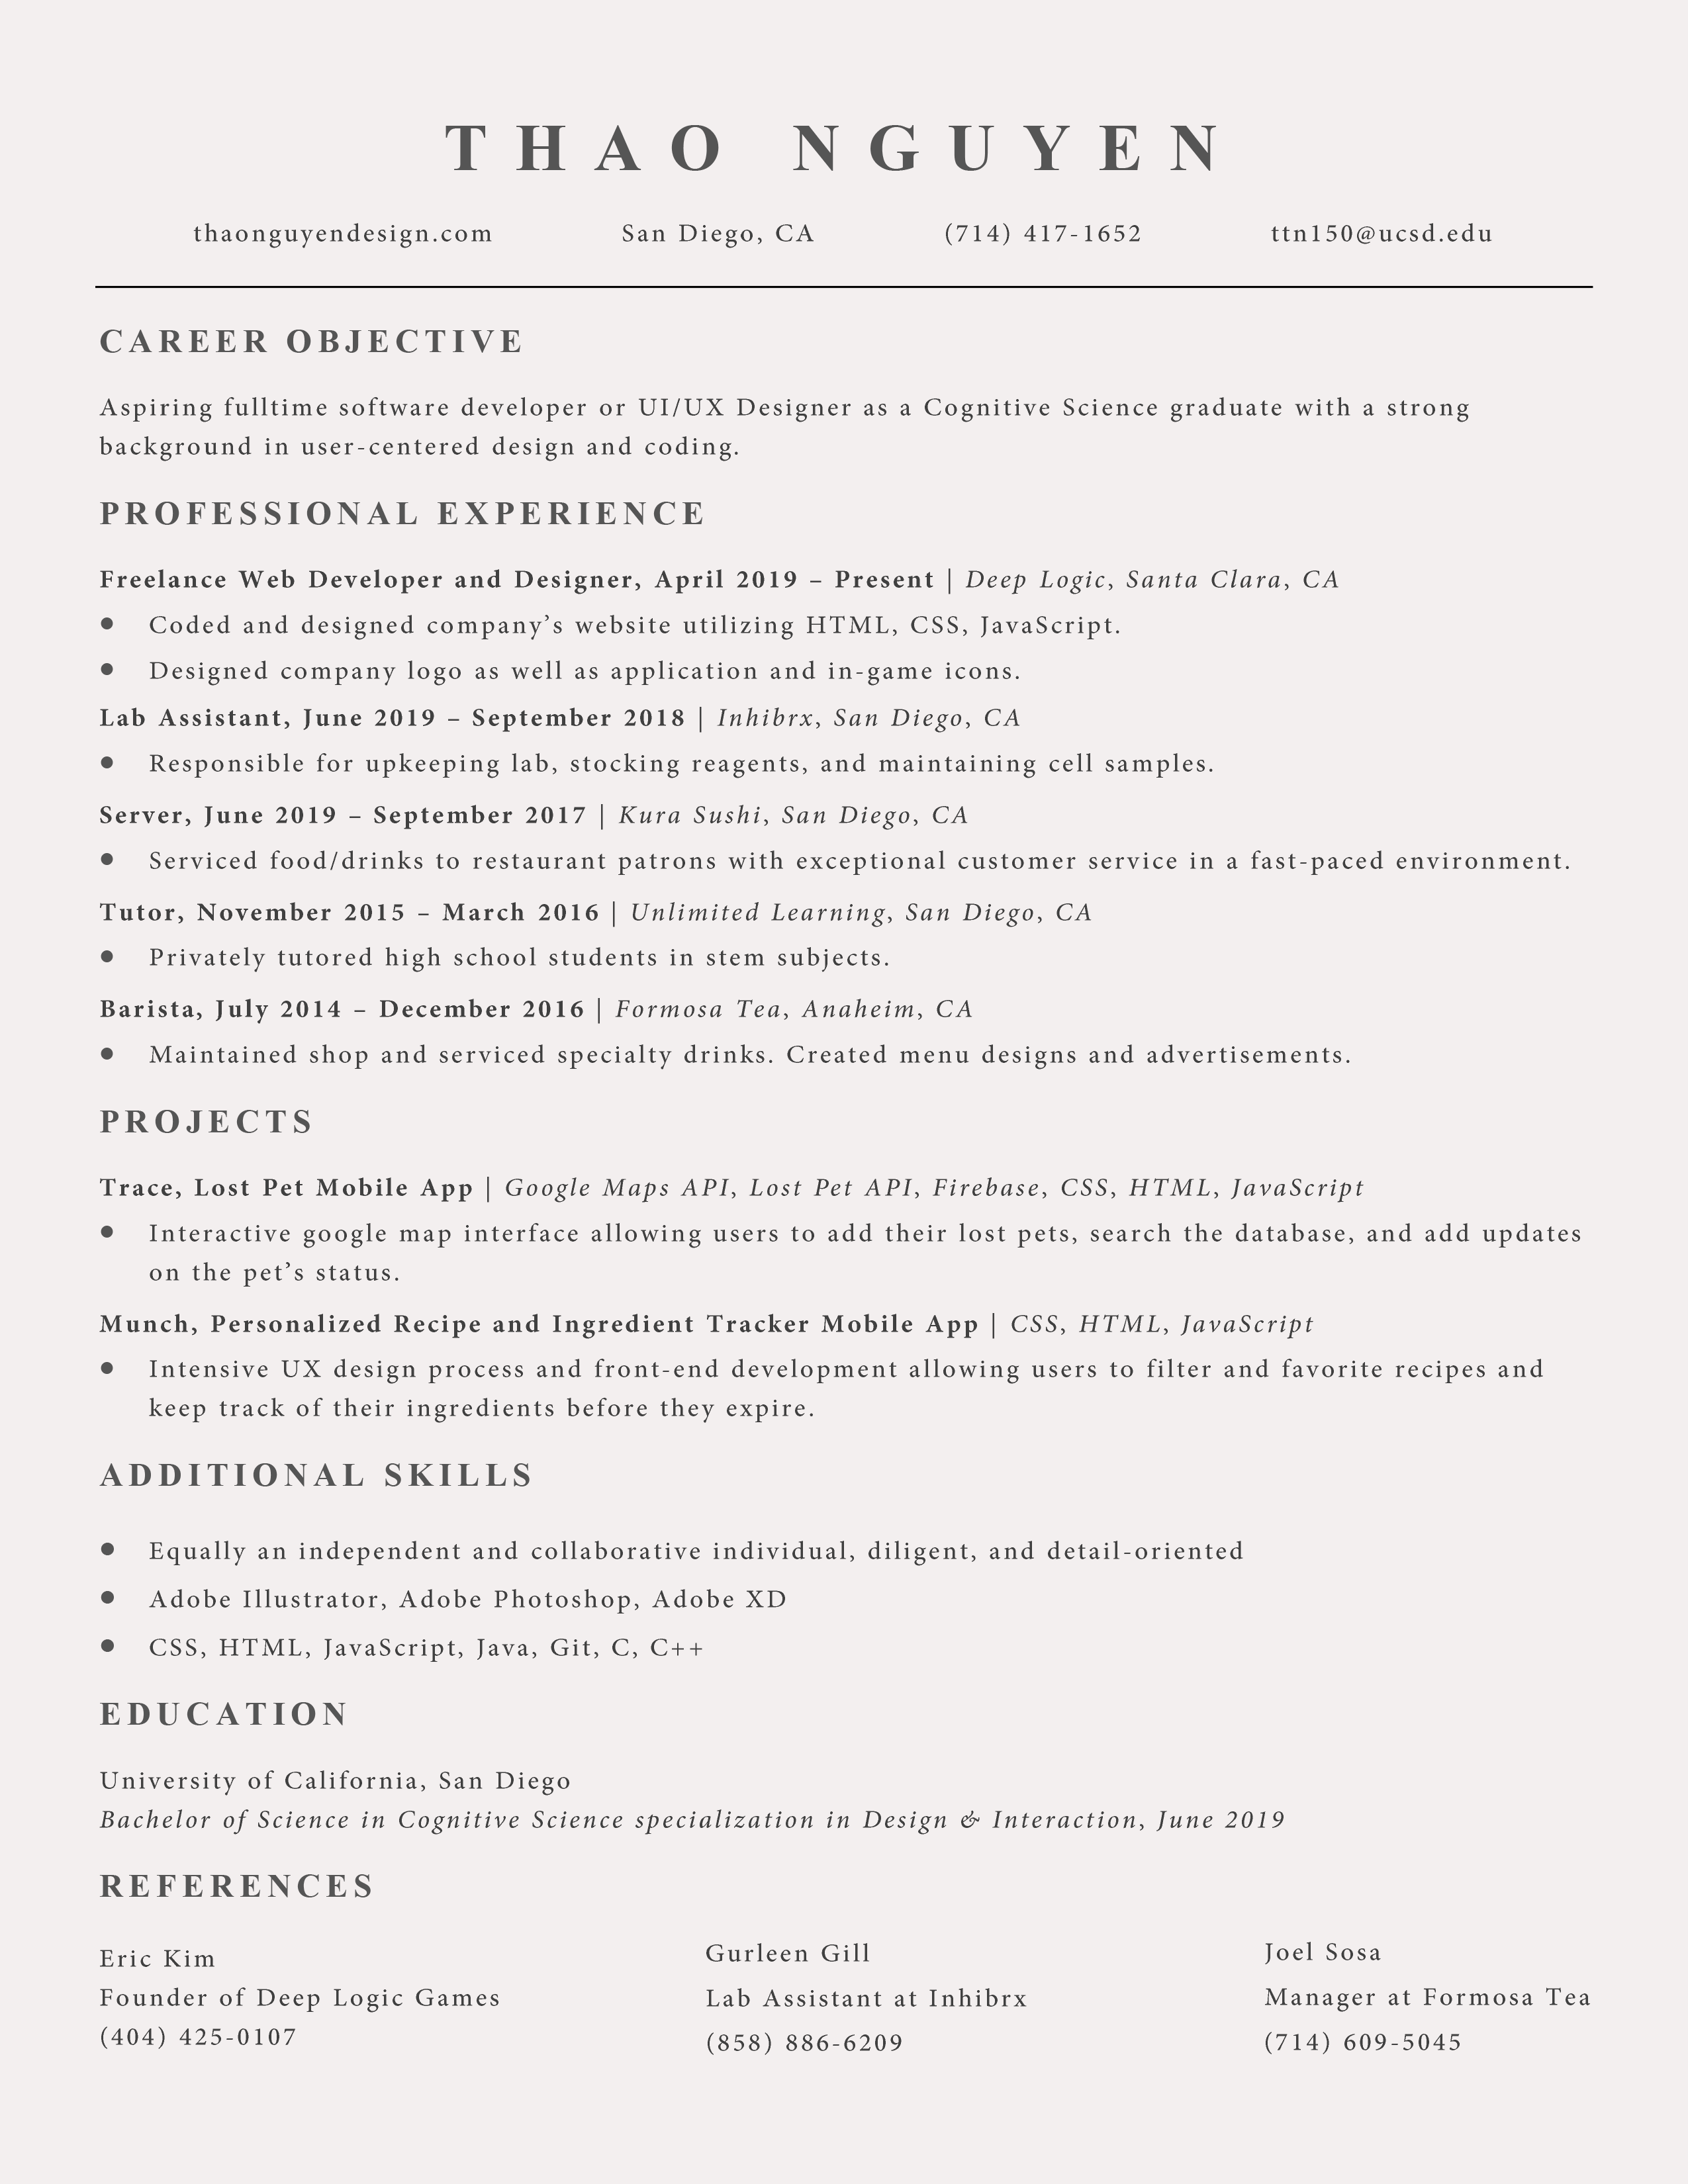 THAO NGUYEN
thaonguyendesign.com San Diego, CA (714) 417-1652 ttn150@ucsd.edu
CAREER OBJECTIVE
Aspiring fulltime software developer or UI/UX Designer as a Cognitive Science graduate with a strong
background in user-centered design and coding.
PROFESSIONAL EXPERIENCE
Freelance Web Developer and Designer, April 2019 – Present | Deep Logic, Santa Clara, CA
● Coded and designed company’s website utilizing HTML, CSS, JavaScript.
● Designed company logo as well as application and in-game icons.
Lab Assistant, June 2019 – September 2018 | Inhibrx, San Diego, CA
● Responsible for upkeeping lab, stocking reagents, and maintaining cell samples.
Server, June 2019 – September 2017 | Kura Sushi, San Diego, CA
● Serviced food/drinks to restaurant patrons with exceptional customer service in a fast-paced environment.
Tutor, November 2015 – March 2016 | Unlimited Learning, San Diego, CA
● Privately tutored high school students in stem subjects.
Barista, July 2014 – December 2016 | Formosa Tea, Anaheim, CA
● Maintained shop and serviced specialty drinks. Created menu designs and advertisements.
PROJECTS
Trace, Lost Pet Mobile App | Google Maps API, Lost Pet API, Firebase, CSS, HTML, JavaScript
● Interactive google map interface allowing users to add their lost pets, search the database, and add updates
on the pet’s status.
Munch, Personalized Recipe and Ingredient Tracker Mobile App | CSS, HTML, JavaScript
● Intensive UX design process and front-end development allowing users to filter and favorite recipes and
keep track of their ingredients before they expire.
ADDITIONAL SKILLS
● Equally an independent and collaborative individual, diligent, and detail-oriented
● Adobe Illustrator, Adobe Photoshop, Adobe XD
● CSS, HTML, JavaScript, Java, Git, C, C++
EDUCATION
University of California, San Diego
Bachelor of Science in Cognitive Science specialization in Design & Interaction, June 2019
REFERENCES
Eric Kim
Founder of Deep Logic Games
(404) 425-0107
Gurleen Gill
Lab Assistant at Inhibrx
(858) 886-6209
Joel Sosa
Manager at Formosa Tea
(714) 609-5045